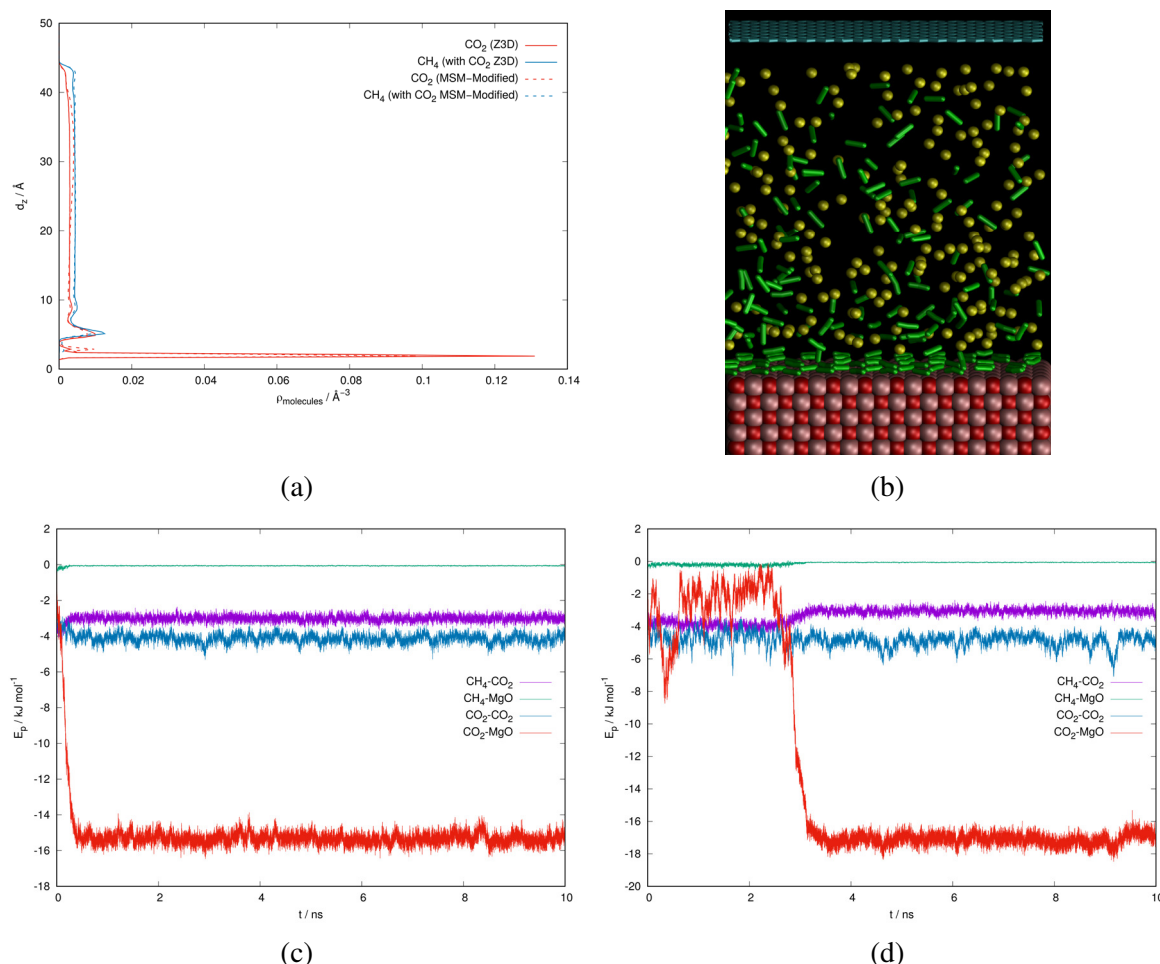 50
40
30
20
10
0
0
0.02
0.04
0.06
0.08
0.1
0.12
0.14
d_z / Å
ρ_molecules / Å⁻³
CO₂ (Z3D)
CH₄ (with CO₂ Z3D)
CO₂ (MSM−Modified)
CH₄ (with CO₂ MSM−Modified)
(a)
(b)
2
0
-2
-4
-6
-8
-10
-12
-14
-16
-18
0
2
4
6
8
10
E_p / kJ mol⁻¹
t / ns
CH₄-CO₂
CH₄-MgO
CO₂-CO₂
CO₂-MgO
(c)
2
0
-2
-4
-6
-8
-10
-12
-14
-16
-18
-20
0
2
4
6
8
10
E_p / kJ mol⁻¹
t / ns
CH₄-CO₂
CH₄-MgO
CO₂-CO₂
CO₂-MgO
(d)